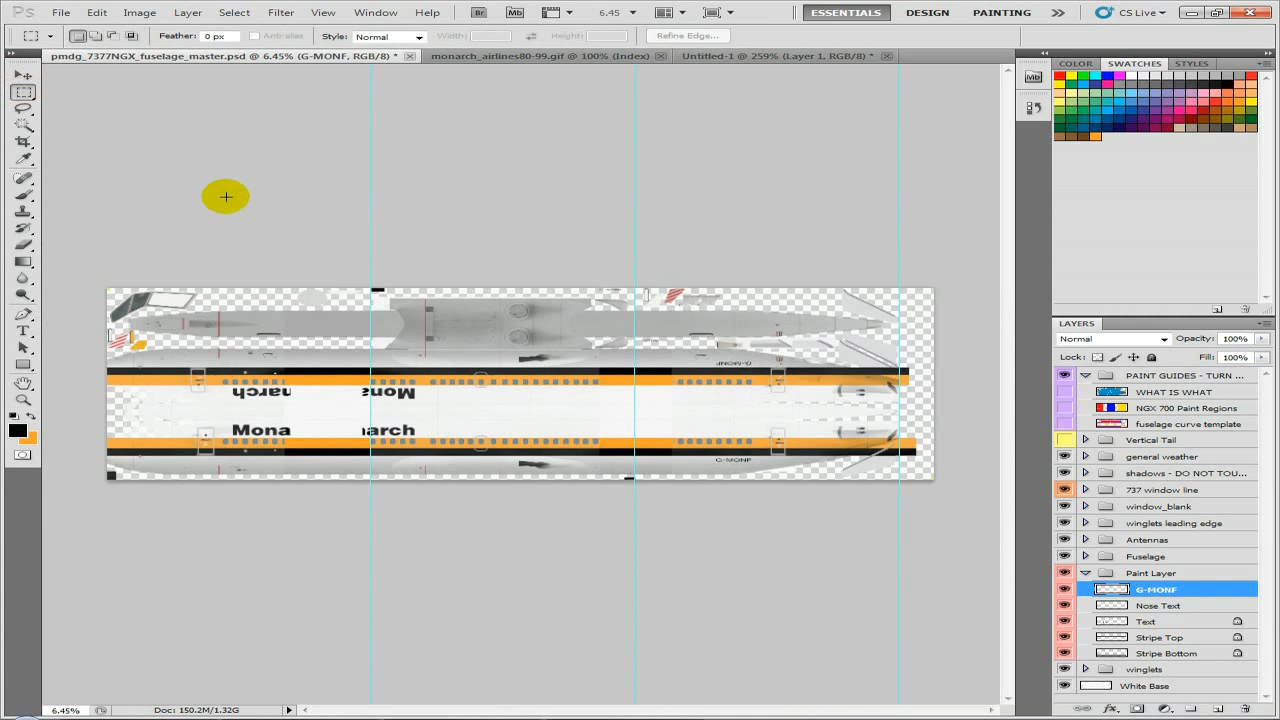 Ps File Edit Image Layer Select Filter View Window Help Br Mb 6.45 ESSENTIALS DESIGN PAINTING CS Live
Feather: 0 px Anti-alias Style: Normal Width: Height: Refine Edge...
pmdg_7377NGX_fuselage_master.psd @ 6.45% (G-MONF, RGB/8) * monarch_airlines80-99.gif @ 100% (Index) Untitled-1 @ 259% (Layer 1, RGB/8) *
COLOR SWATCHES STYLES
Mb
G-MONF
Mona arch
Mona arch
G-MONF
LAYERS
Normal Opacity: 100%
Lock: Fill: 100%
PAINT GUIDES - TURN ...
WHAT IS WHAT
NGX 700 Paint Regions
fuselage curve template
Vertical Tail
general weather
shadows - DO NOT TOU...
737 window line
window_blank
winglets leading edge
Antennas
Fuselage
Paint Layer
G-MONF
Nose Text
Text
Stripe Top
Stripe Bottom
winglets
White Base
6.45% Doc: 150.2M/1.32G